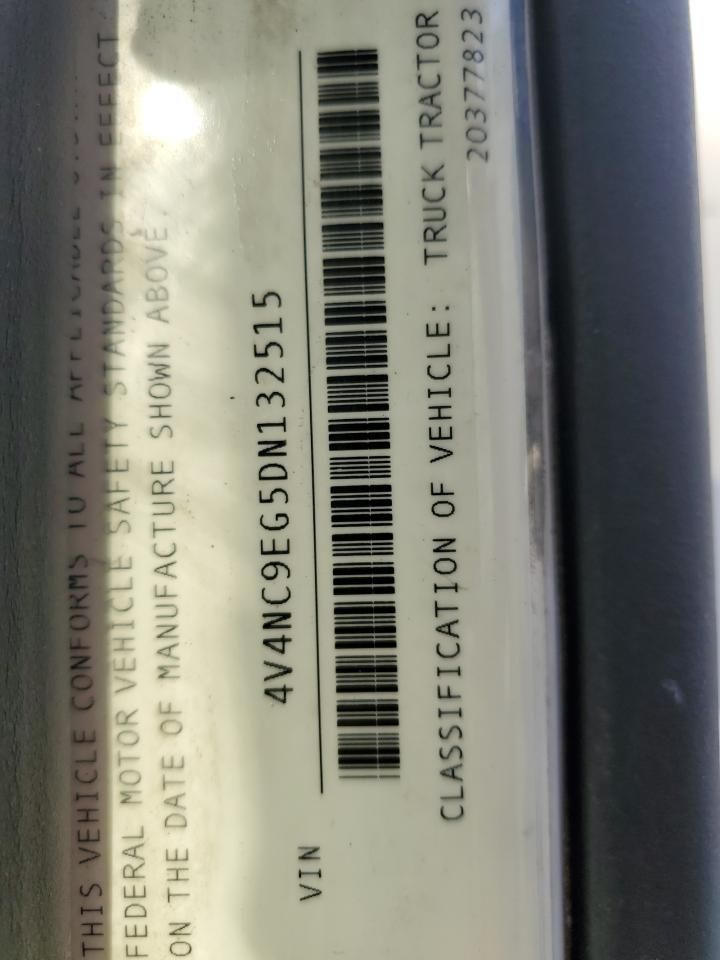 THIS VEHICLE CONFORMS TO ALL APPLICABLE
FEDERAL MOTOR VEHICLE SAFETY STANDARDS IN EFFECT
ON THE DATE OF MANUFACTURE SHOWN ABOVE.
VIN 4V4NC9EG5DN132515
CLASSIFICATION OF VEHICLE: TRUCK TRACTOR
20377823